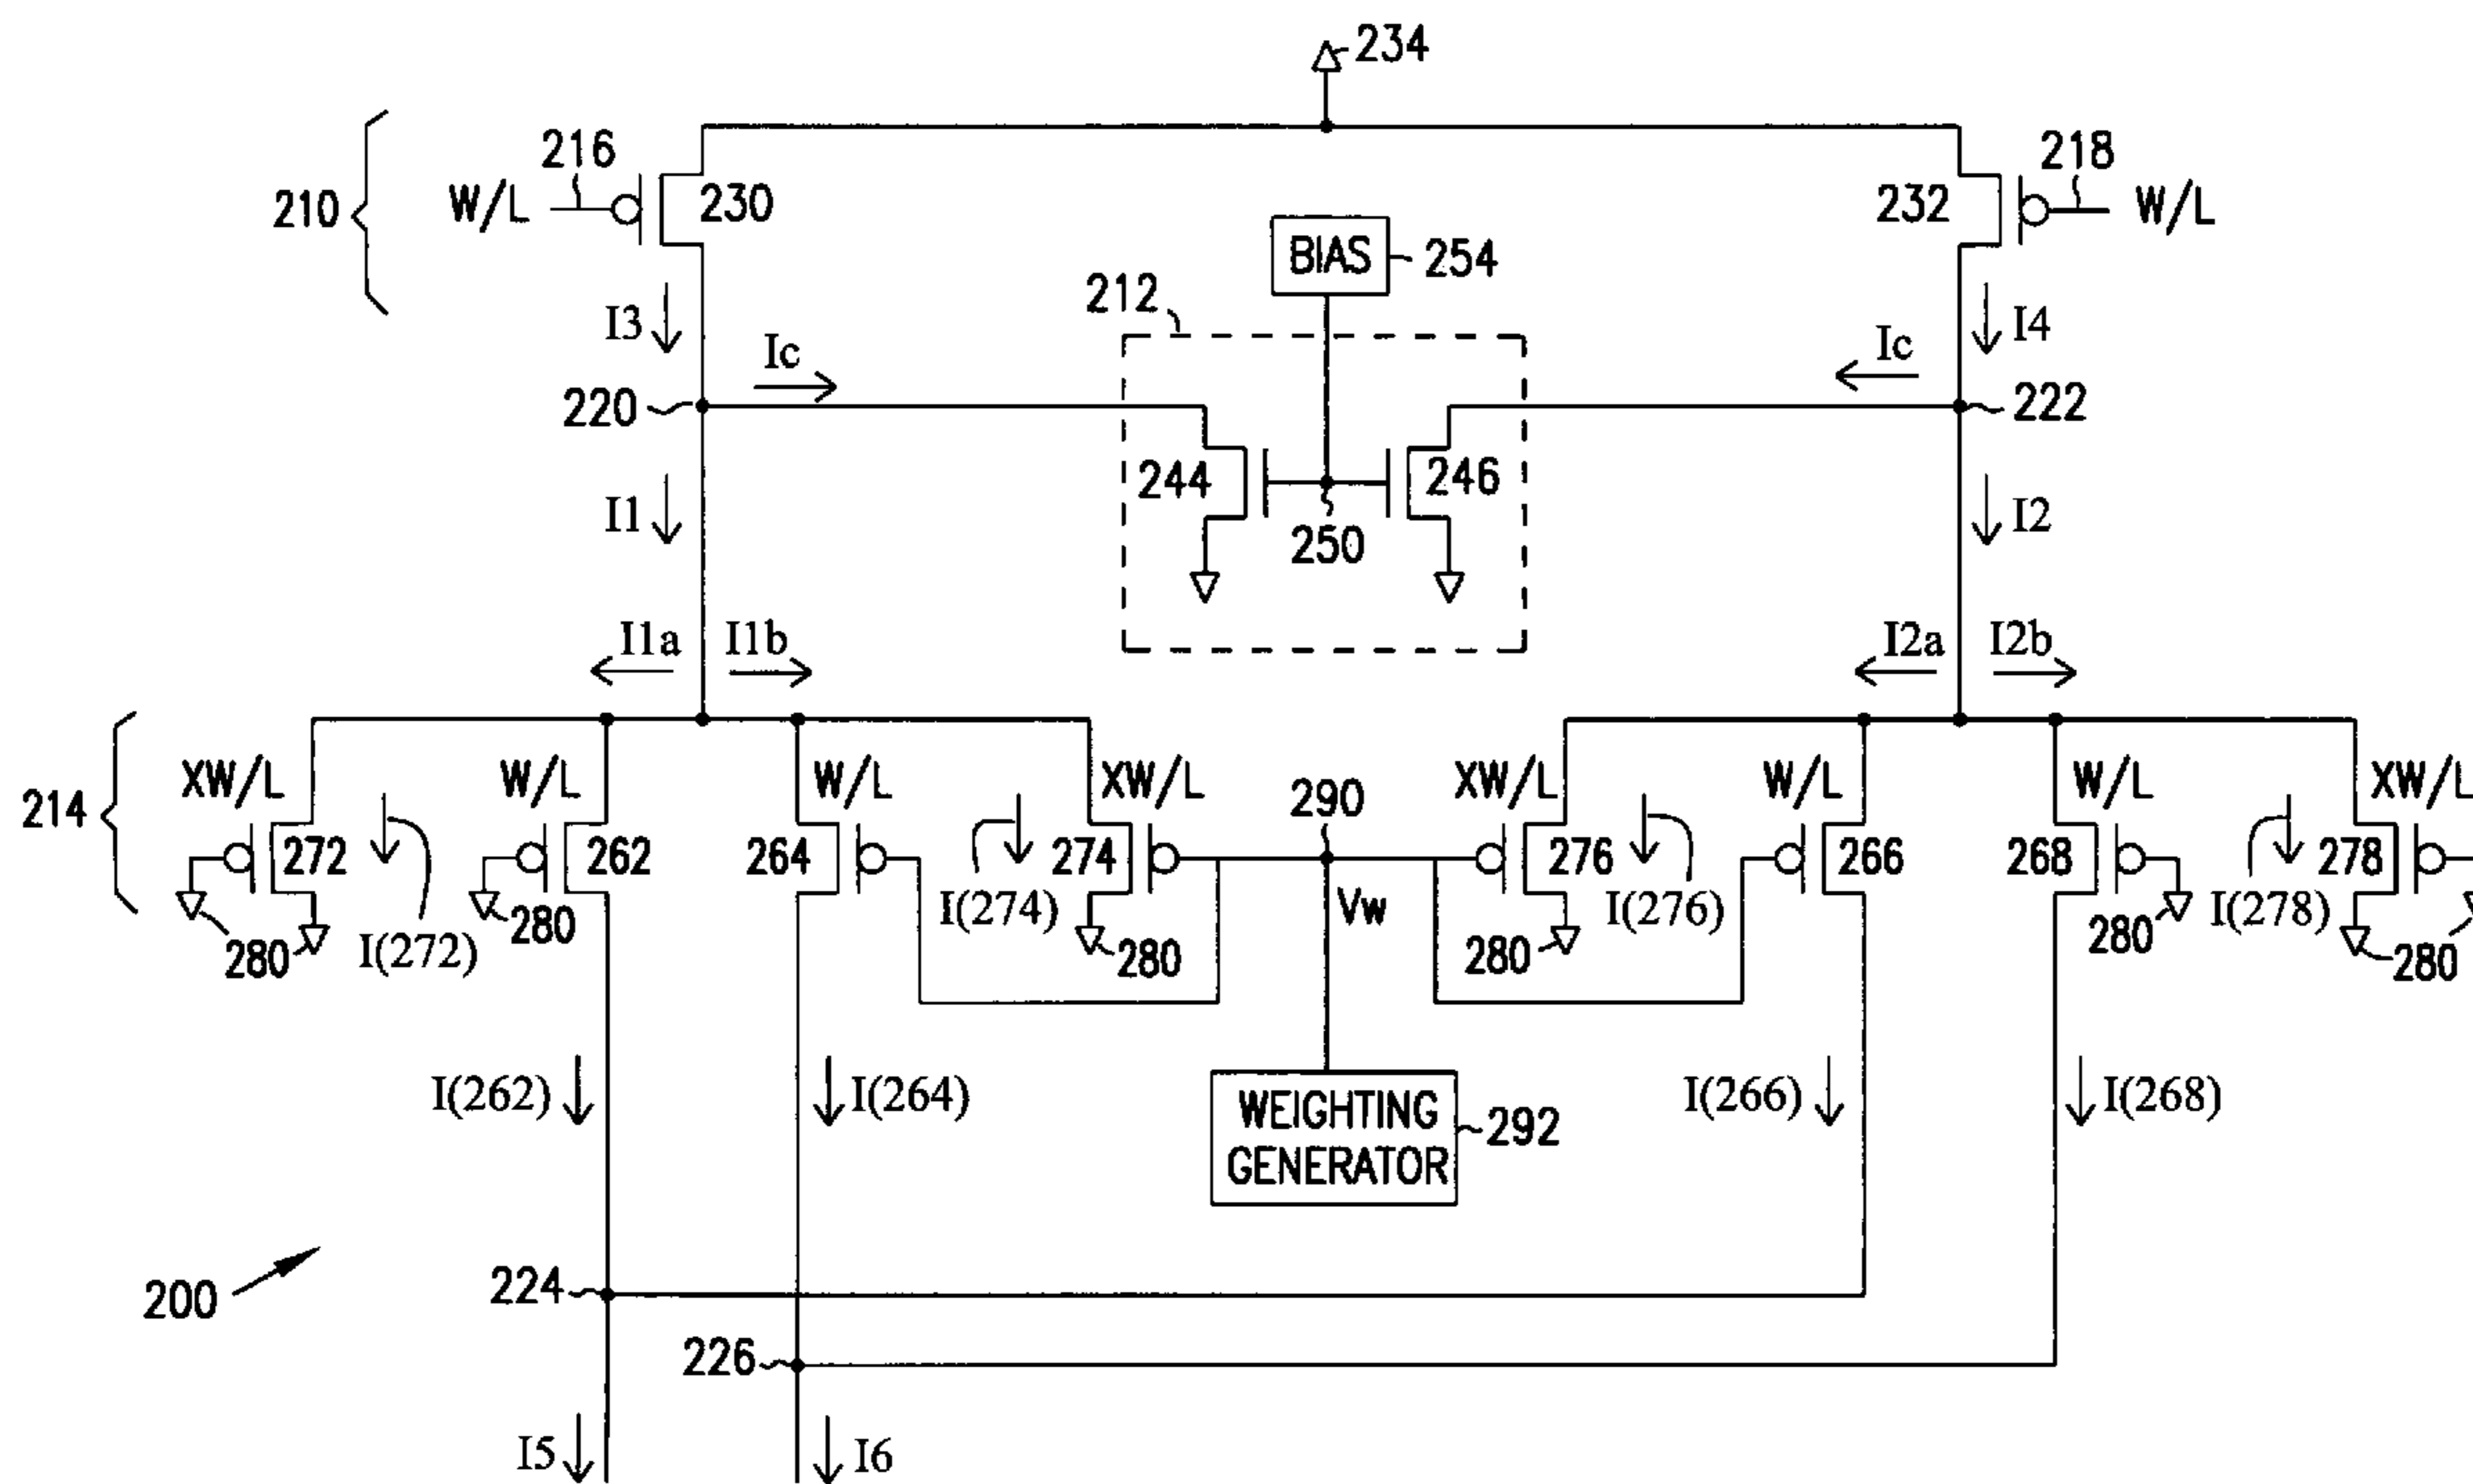 234
216
W/L
230
210
218
232
W/L
BIAS
254
212
I3
Ic
Ic
I4
220
222
244
246
250
I1
I2
I1a
I1b
I2a
I2b
214
XW/L
W/L
W/L
XW/L
290
XW/L
W/L
W/L
XW/L
272
262
264
274
276
266
268
278
280
280
I(272)
I(274)
280
Vw
280
I(276)
280
I(278)
280
I(262)
I(264)
WEIGHTING
GENERATOR
292
I(266)
I(268)
200
224
226
I5
I6